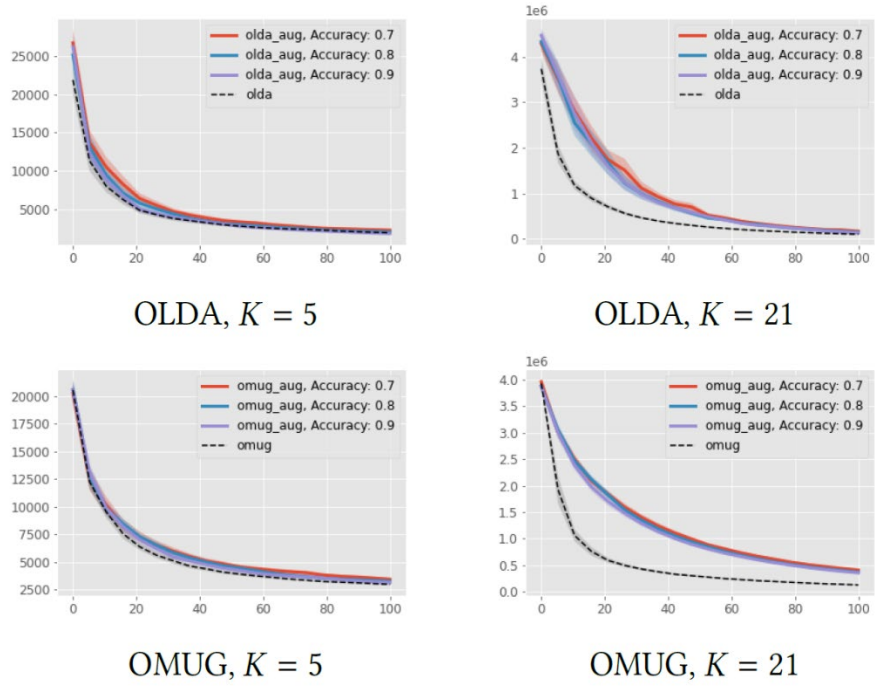 olda_aug, Accuracy: 0.7
olda_aug, Accuracy: 0.8
olda_aug, Accuracy: 0.9
olda
25000
20000
15000
10000
5000
0 20 40 60 80 100
OLDA, K = 5
1e6
olda_aug, Accuracy: 0.7
olda_aug, Accuracy: 0.8
olda_aug, Accuracy: 0.9
olda
4
3
2
1
0
0 20 40 60 80 100
OLDA, K = 21
omug_aug, Accuracy: 0.7
omug_aug, Accuracy: 0.8
omug_aug, Accuracy: 0.9
omug
20000
17500
15000
12500
10000
7500
5000
2500
0 20 40 60 80 100
OMUG, K = 5
1e6
omug_aug, Accuracy: 0.7
omug_aug, Accuracy: 0.8
omug_aug, Accuracy: 0.9
omug
4.0
3.5
3.0
2.5
2.0
1.5
1.0
0.5
0.0
0 20 40 60 80 100
OMUG, K = 21